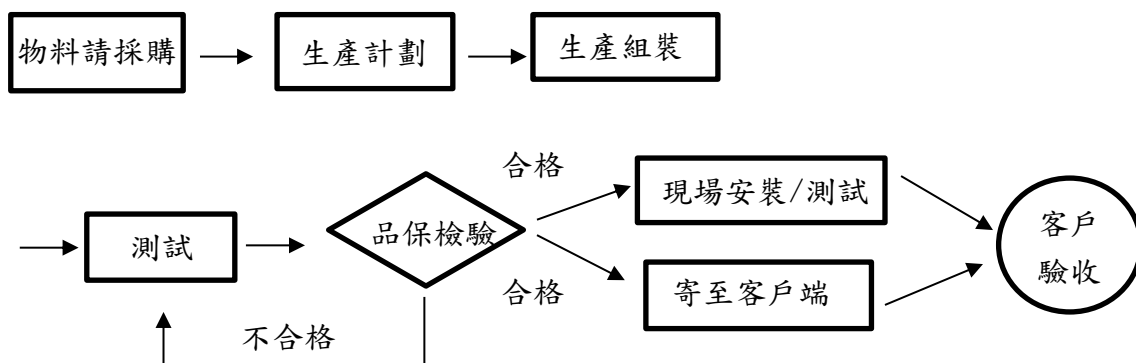 物料請採購
生產計劃
生產組裝
合格
現場安裝/測試
測試
品保檢驗
客戶
驗收
合格
寄至客戶端
不合格